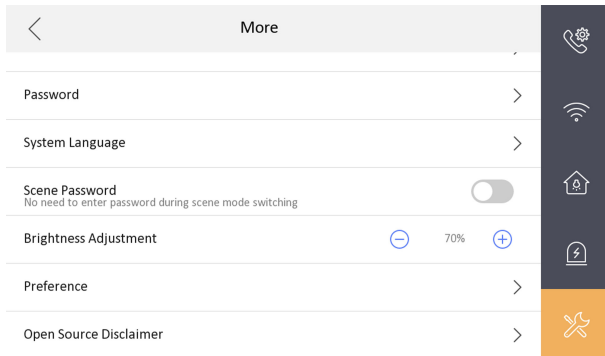 More
Password
System Language
Scene Password
No need to enter password during scene mode switching
Brightness Adjustment
70%
Preference
Open Source Disclaimer